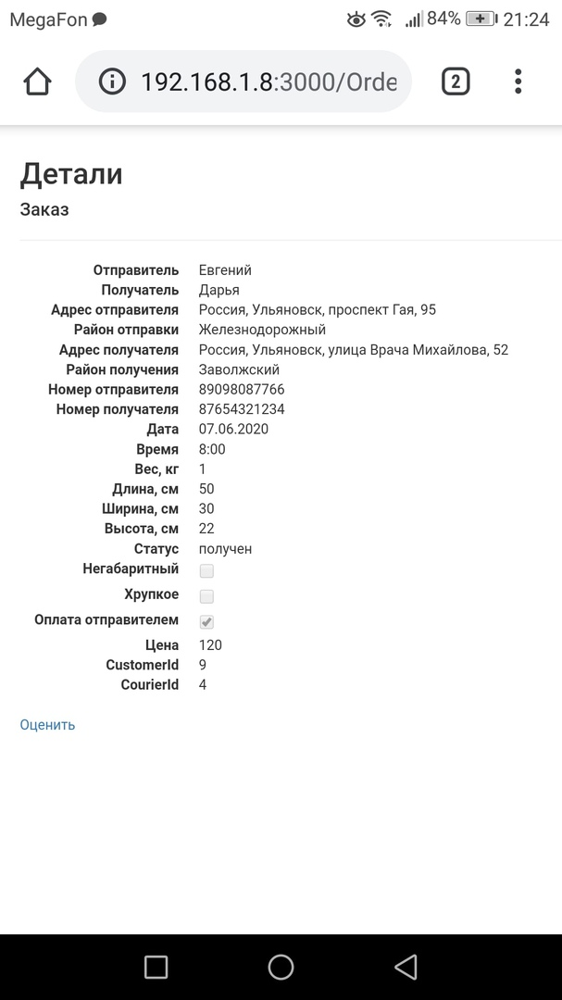 MegaFon 84% 21:24
192.168.1.8:3000/Orde 2
Детали
Заказ
Отправитель Евгений
Получатель Дарья
Адрес отправителя Россия, Ульяновск, проспект Гая, 95
Район отправки Железнодорожный
Адрес получателя Россия, Ульяновск, улица Врача Михайлова, 52
Район получения Заволжский
Номер отправителя 89098087766
Номер получателя 87654321234
Дата 07.06.2020
Время 8:00
Вес, кг 1
Длина, см 50
Ширина, см 30
Высота, см 22
Статус получен
Негабаритный
Хрупкое
Оплата отправителем
Цена 120
CustomerId 9
CourierId 4
Оценить